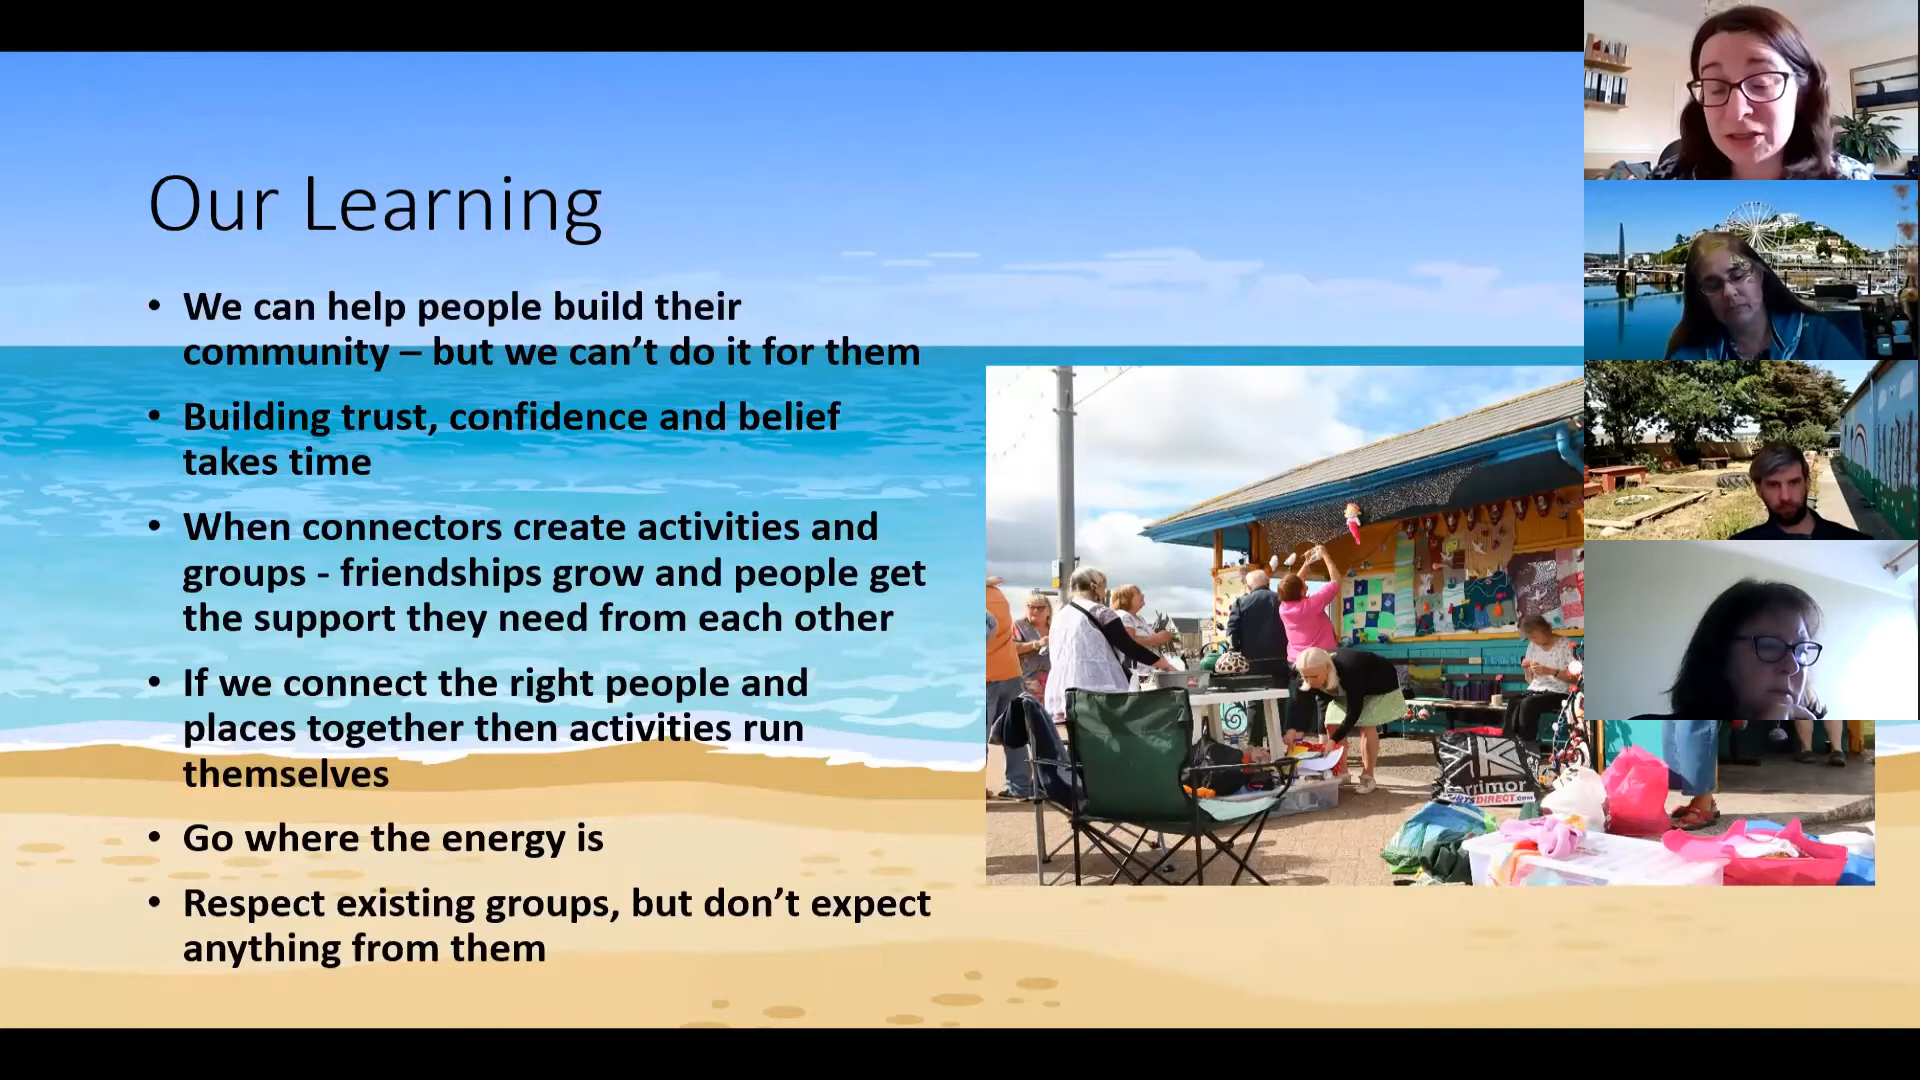 Our Learning
• We can help people build their
community – but we can’t do it for them
• Building trust, confidence and belief
takes time
• When connectors create activities and
groups - friendships grow and people get
the support they need from each other
• If we connect the right people and
places together then activities run
themselves
• Go where the energy is
• Respect existing groups, but don’t expect
anything from them
SPORTSDIRECT.com